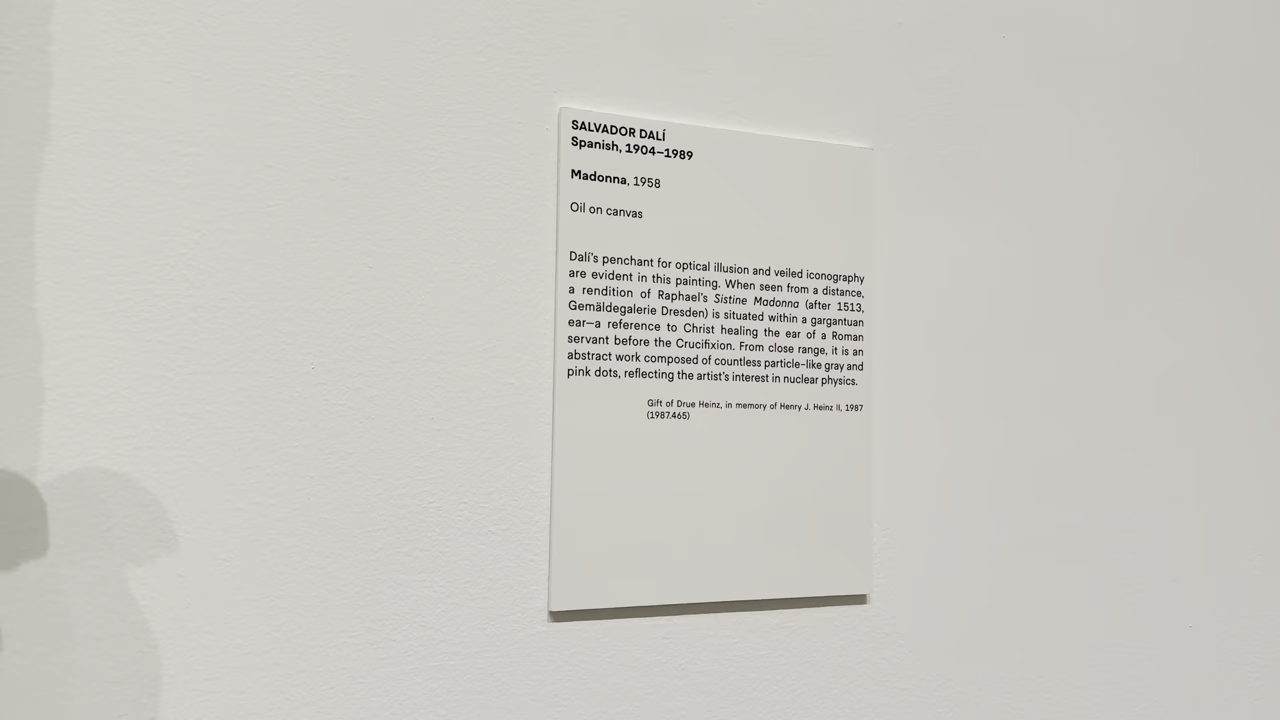 SALVADOR DALÍ
Spanish, 1904–1989
Madonna, 1958
Oil on canvas
Dalí's penchant for optical illusion and veiled iconography
are evident in this painting. When seen from a distance,
a rendition of Raphael's Sistine Madonna (after 1513,
Gemäldegalerie Dresden) is situated within a gargantuan
ear—a reference to Christ healing the ear of a Roman
servant before the Crucifixion. From close range, it is an
abstract work composed of countless particle-like gray and
pink dots, reflecting the artist's interest in nuclear physics.
Gift of Drue Heinz, in memory of Henry J. Heinz II, 1987
(1987.465)